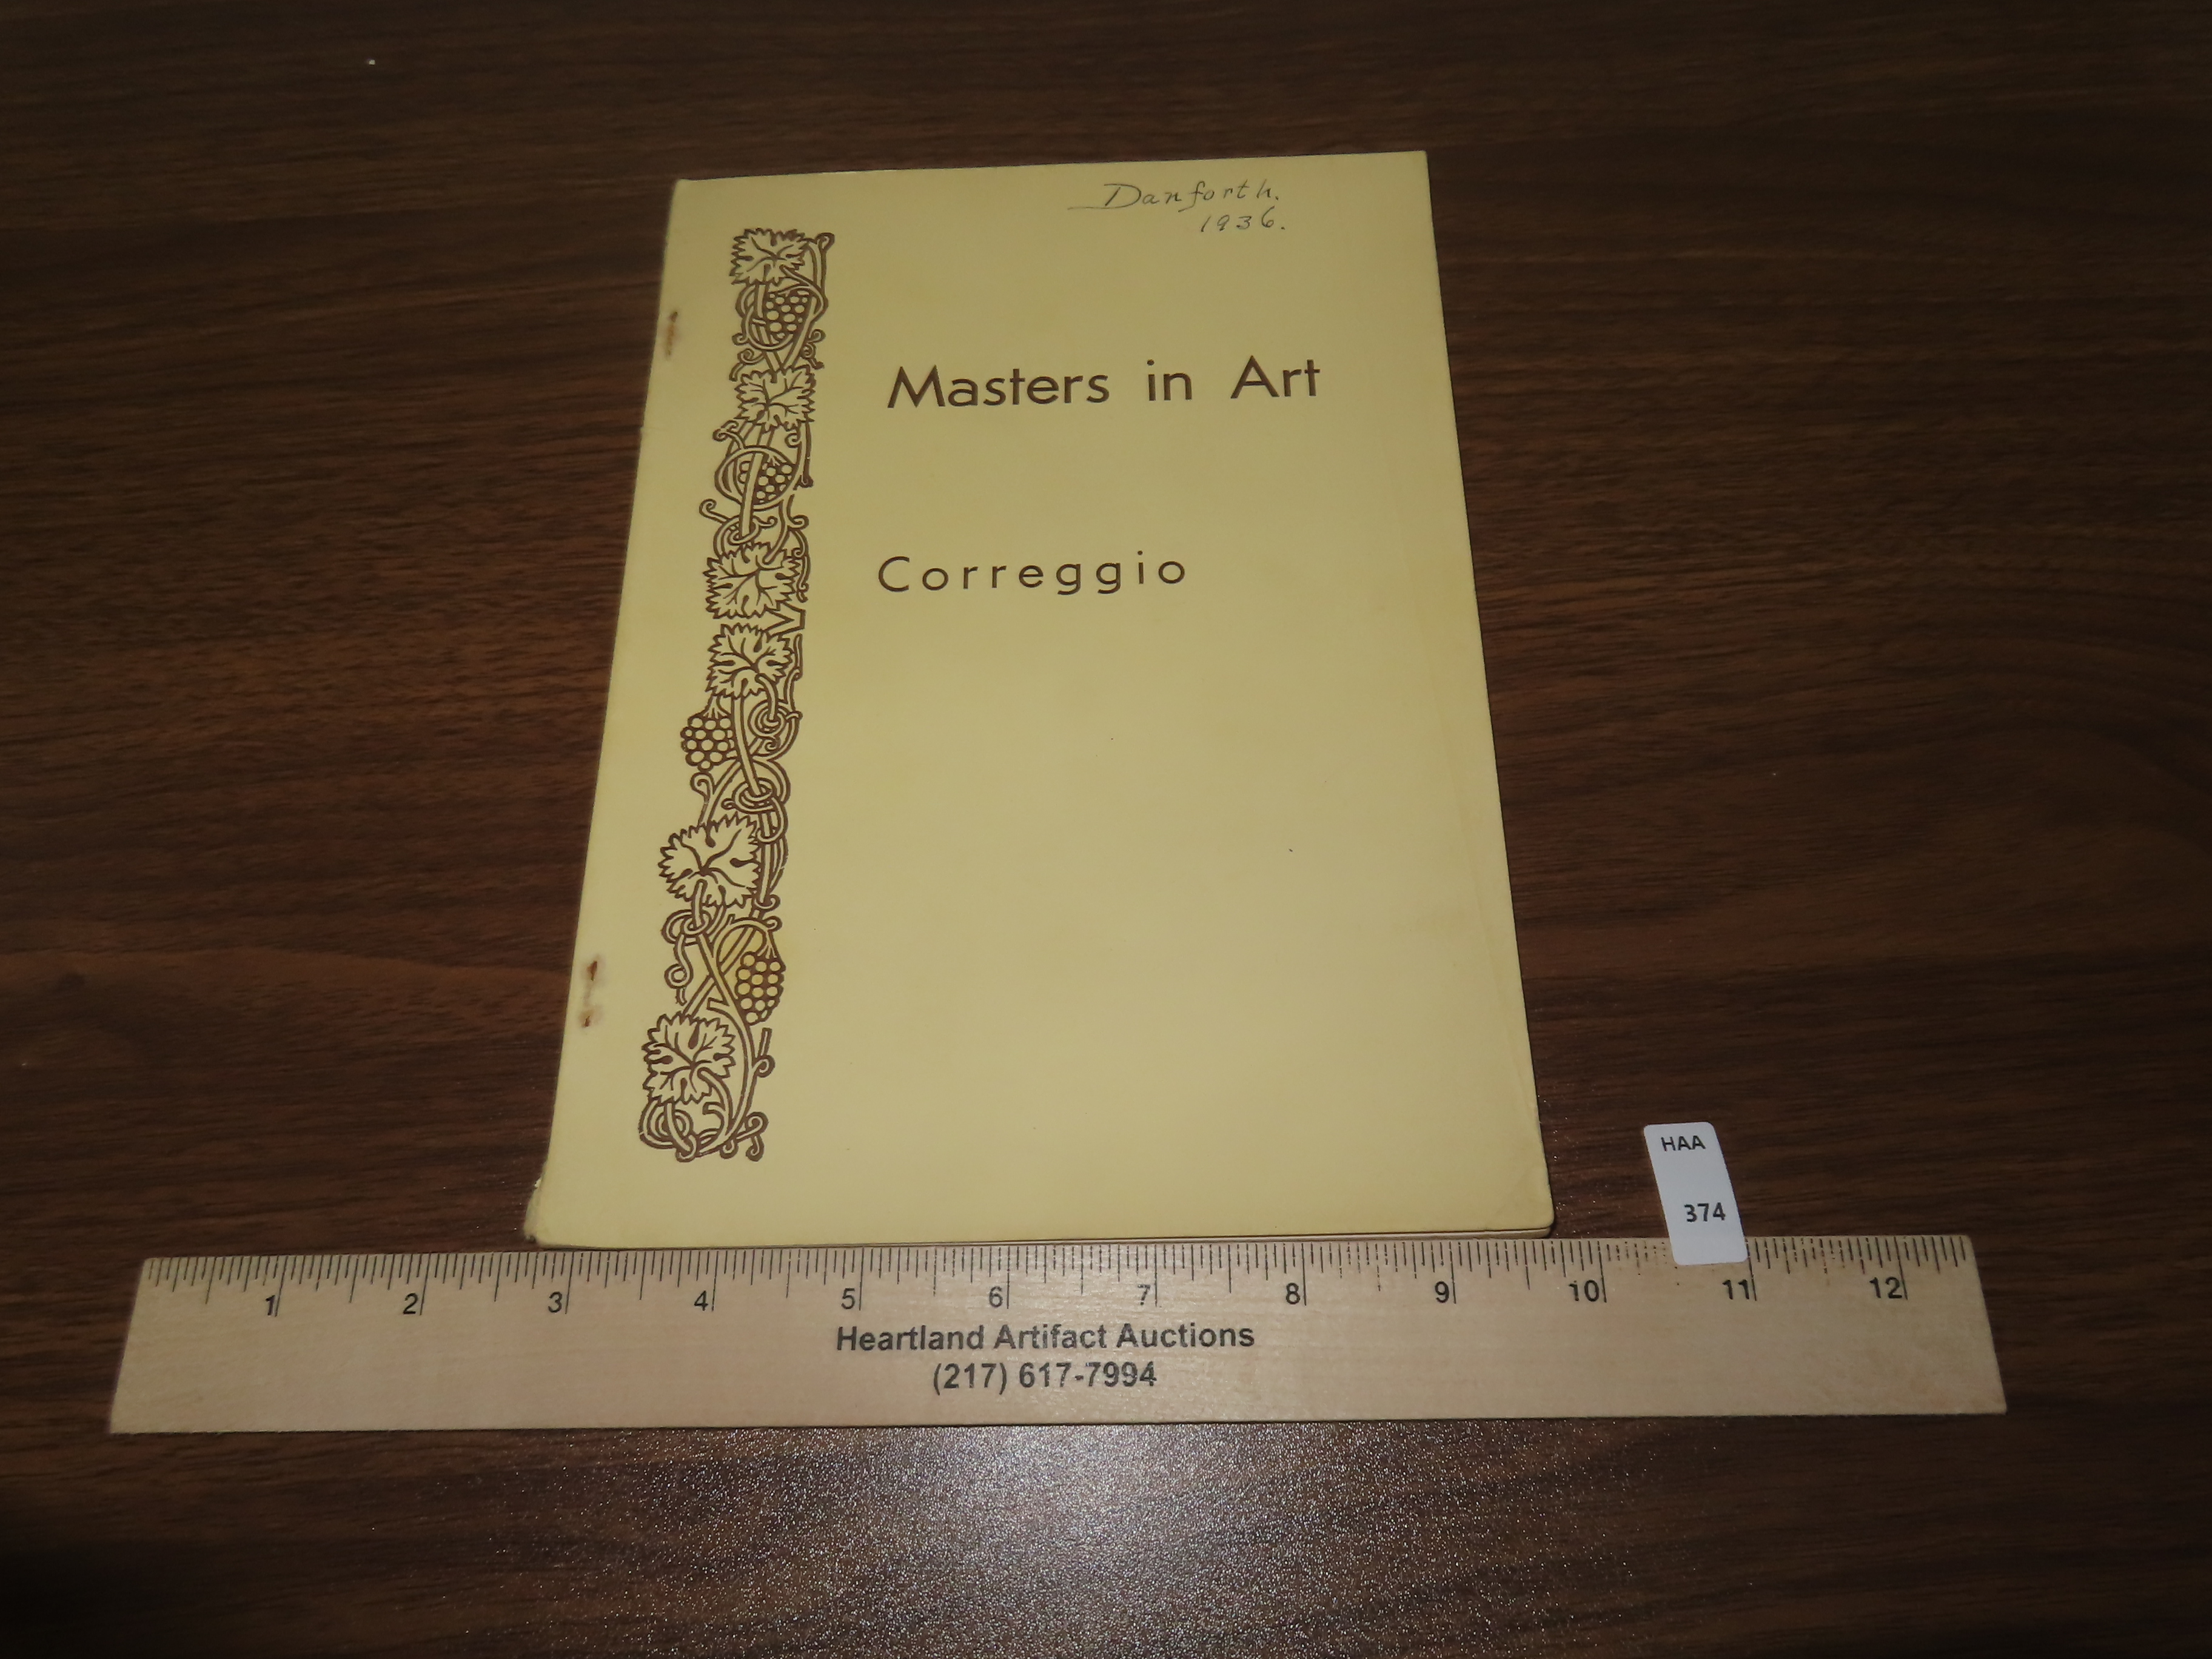 Danforth.
1936.
Masters in Art
Correggio
HAA
374
1 2 3 4 5 6 7 8 9 10 11 12
Heartland Artifact Auctions
(217) 617-7994